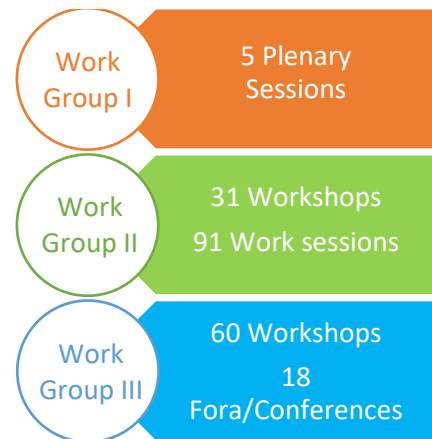 Work
Group I
5 Plenary
Sessions
Work
Group II
31 Workshops
91 Work sessions
Work
Group III
60 Workshops
18
Fora/Conferences